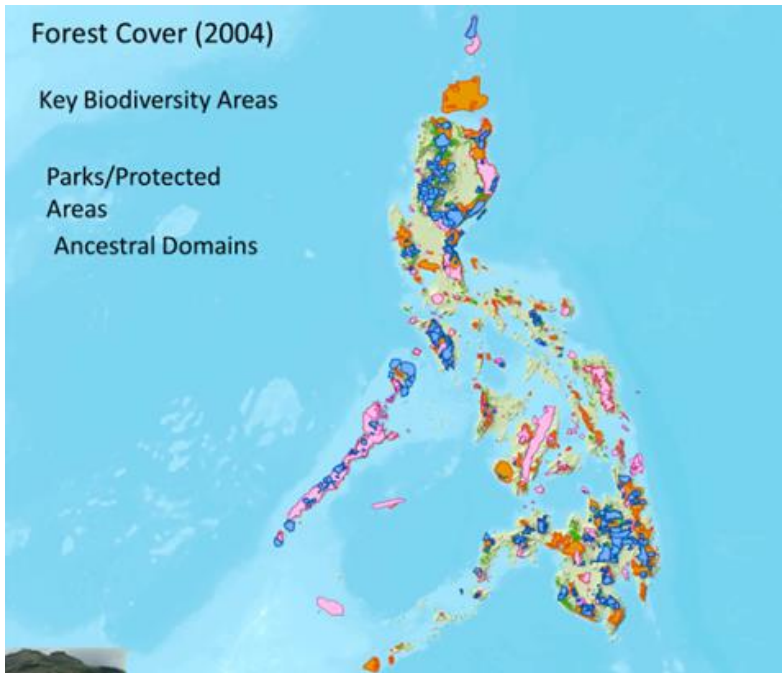 Forest Cover (2004)
Key Biodiversity Areas
Parks/Protected
Areas
Ancestral Domains